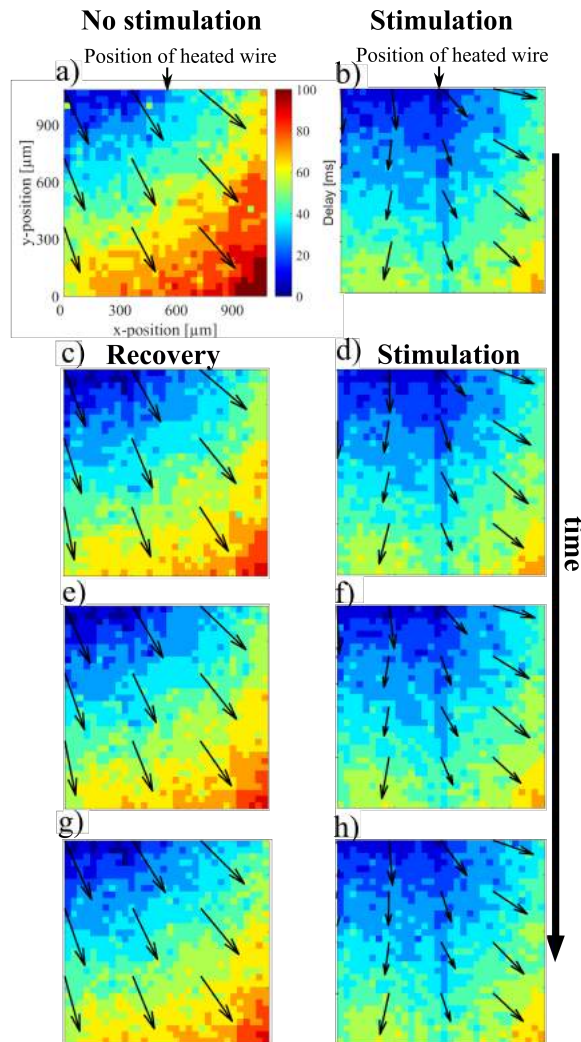 No stimulation
Stimulation
Position of heated wire
Position of heated wire
a)
b)
900
600
300
0
y-position [µm]
0
300
600
900
x-position [µm]
100
80
60
40
20
0
Delay [ms]
c)
Recovery
d)
Stimulation
e)
f)
g)
h)
time